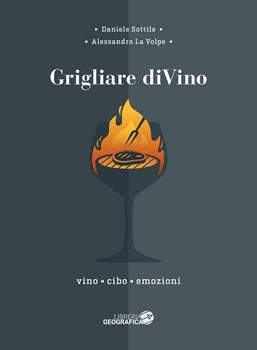 • Daniele Sottile •
• Alessandro La Volpe •
Grigliare diVino
vino • cibo • emozioni
LIBRERIA
GEOGRAFICA